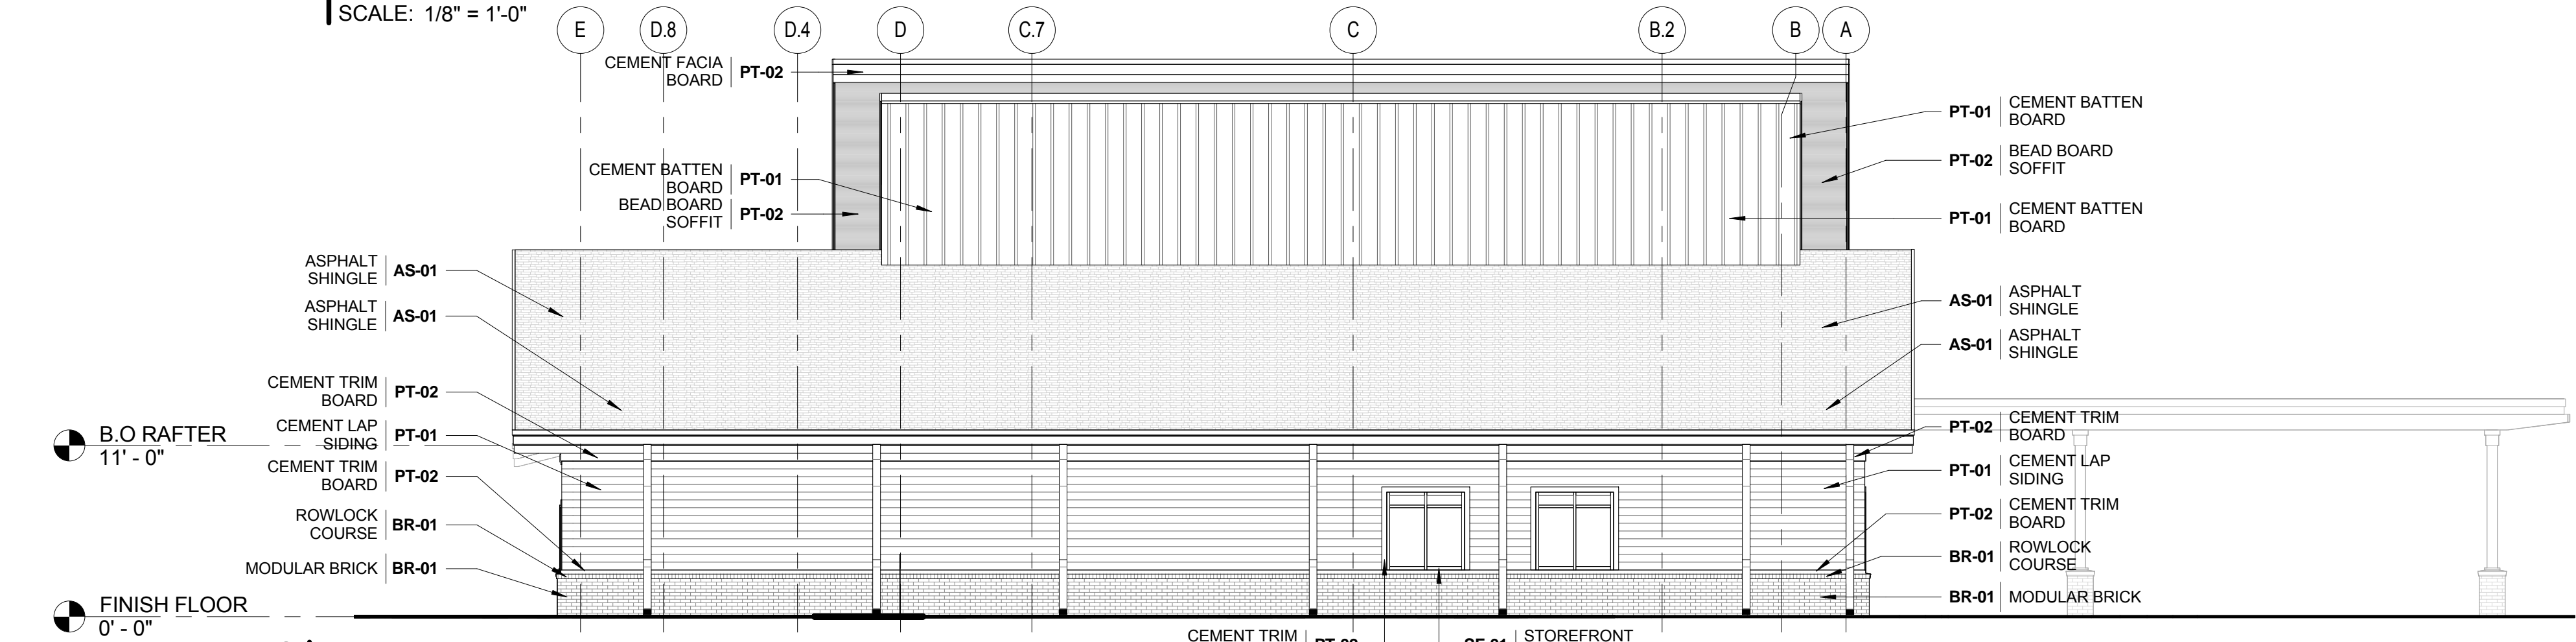 SCALE: 1/8" = 1'-0"
E D.8 D.4 D C.7 C B.2 B A
CEMENT FACIA
BOARD
PT-02
CEMENT BATTEN
BOARD
PT-01
BEAD BOARD
SOFFIT
PT-02
ASPHALT
SHINGLE
AS-01
ASPHALT
SHINGLE
AS-01
CEMENT TRIM
BOARD
PT-02
CEMENT LAP
SIDING
PT-01
CEMENT TRIM
BOARD
PT-02
ROWLOCK
COURSE
BR-01
MODULAR BRICK BR-01
B.O RAFTER
11' - 0"
FINISH FLOOR
0' - 0"
PT-01
CEMENT BATTEN
BOARD
PT-02
BEAD BOARD
SOFFIT
PT-01
CEMENT BATTEN
BOARD
AS-01
ASPHALT
SHINGLE
AS-01
ASPHALT
SHINGLE
PT-02
CEMENT TRIM
BOARD
PT-01
CEMENT LAP
SIDING
PT-02
CEMENT TRIM
BOARD
BR-01
ROWLOCK
COURSE
BR-01 MODULAR BRICK
CEMENT TRIM
STOREFRONT